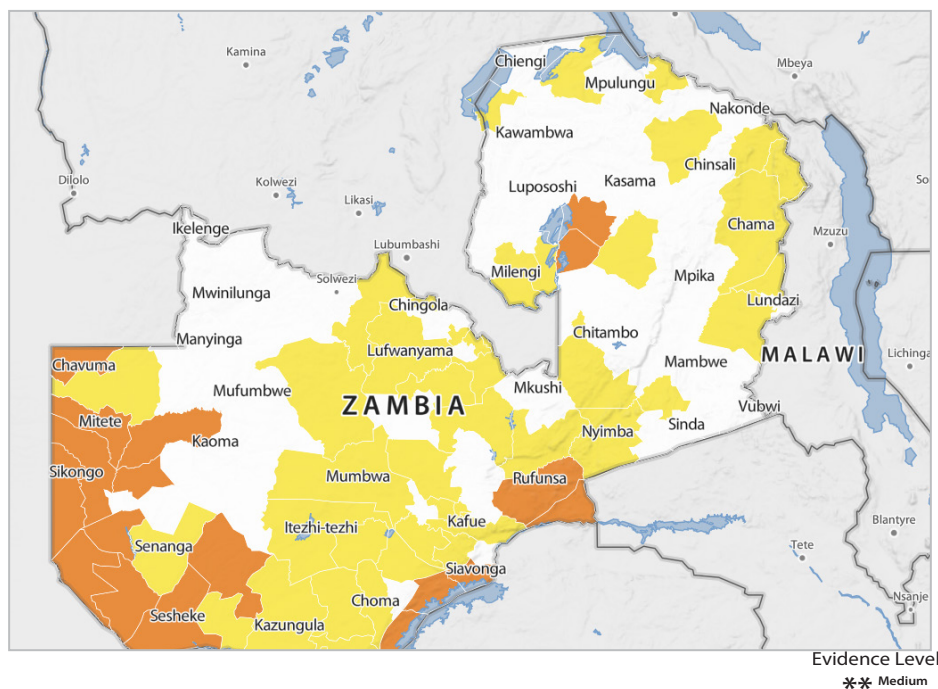 Kamina
Chiengi
Mbeya
Mpulungu
Nakonde
Kawambwa
Chinsali
Dilolo
Kolwezi
Lupososhi
Kasama
So
Likasi
Chama
Ikelenge
Mzuzu
Lubumbashi
Milengi
Mpika
Solwezi
Mwinilunga
Chingola
Lundazi
Manyinga
Chitambo
Lufwanyama
MALAWI
Lichinga
Chavuma
Mambwe
Mufumbwe
Mkushi
ZAMBIA
Vubwi
Mitete
Sinda
Nyimba
Kaoma
Sikongo
Mumbwa
Rufunsa
Itezhi-tezhi
Kafue
Blantyre
Senanga
Tete
Siavonga
Nsanje
Choma
Sesheke
Kazungula
Evidence Level
** Medium